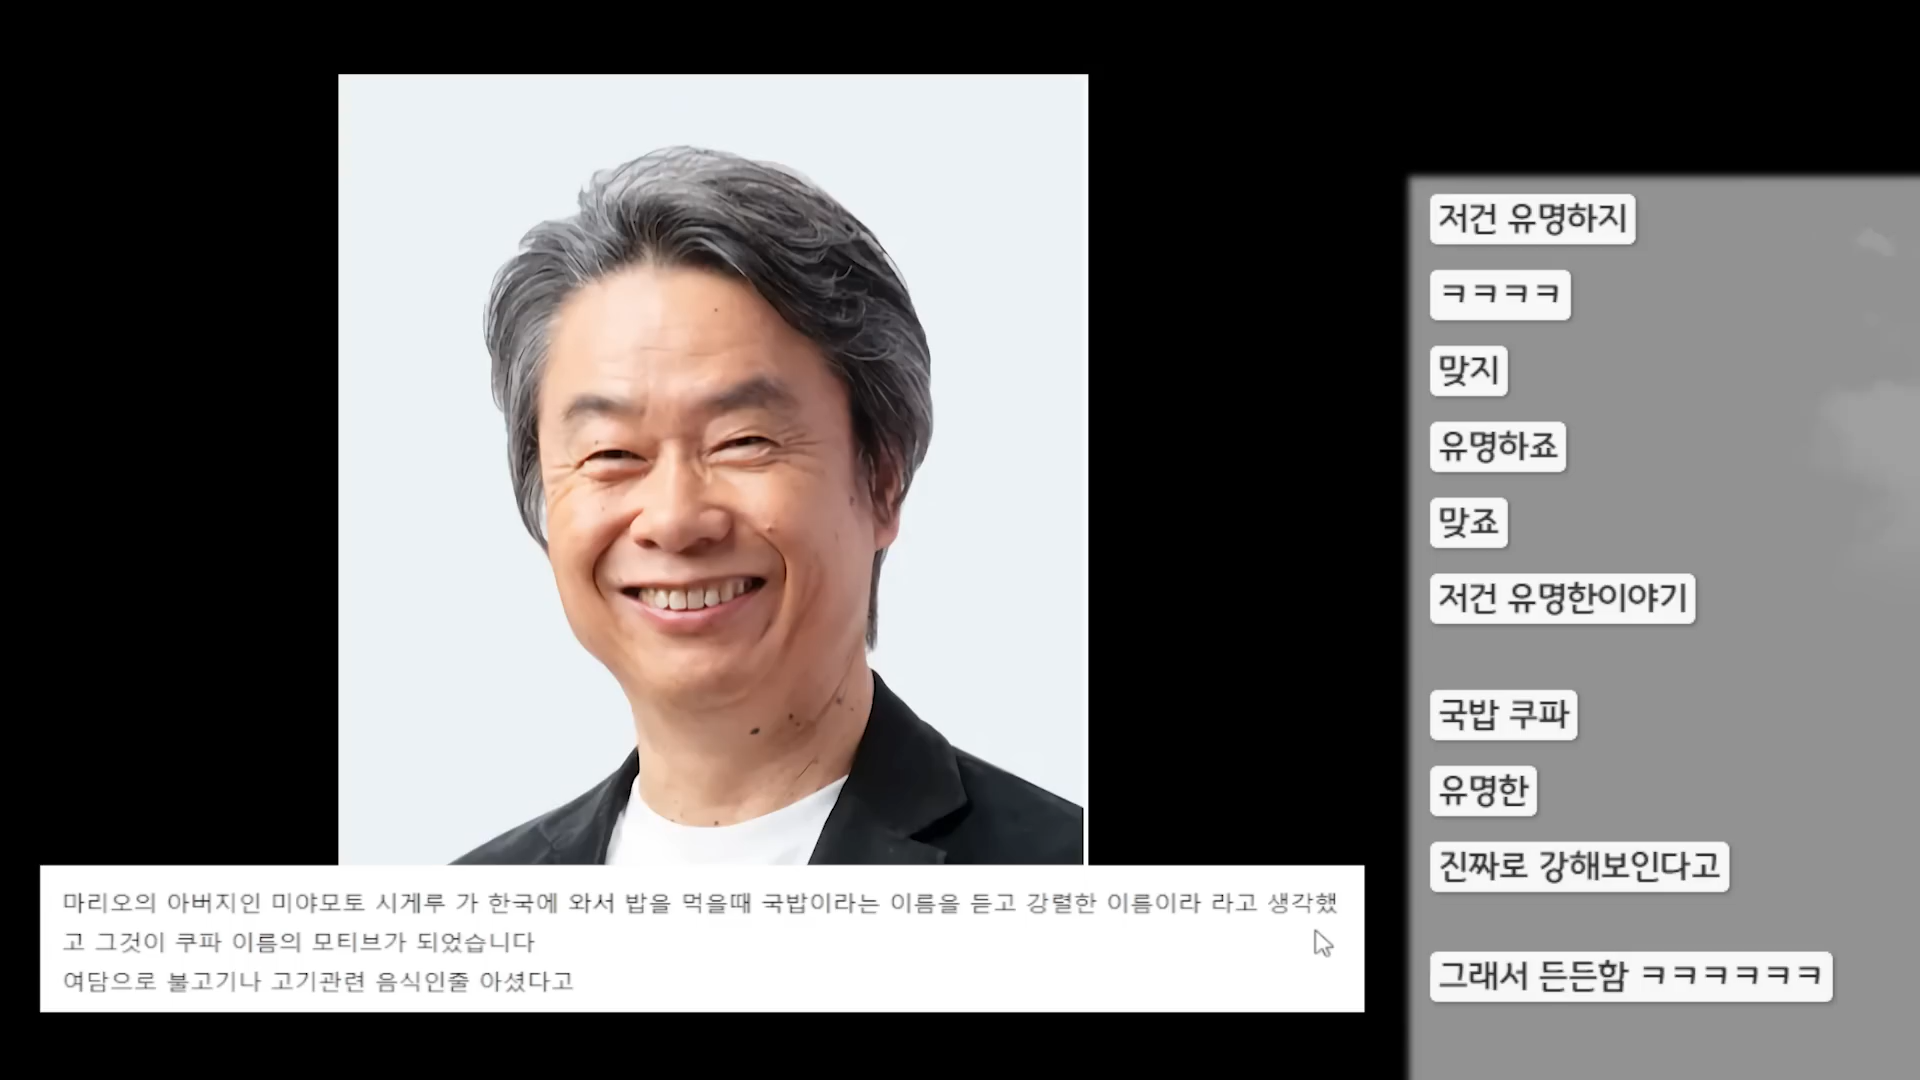 마리오의 아버지인 미야모토 시게루 가 한국에 와서 밥을 먹을때 국밥이라는 이름을 듣고 강렬한 이름이라 라고 생각했
고 그것이 쿠파 이름의 모티브가 되었습니다
여담으로 불고기나 고기관련 음식인줄 아셨다고
저건 유명하지
ㅋㅋㅋㅋ
맞지
유명하죠
맞죠
저건 유명한이야기
국밥 쿠파
유명한
진짜로 강해보인다고
그래서 든든함 ㅋㅋㅋㅋㅋㅋ